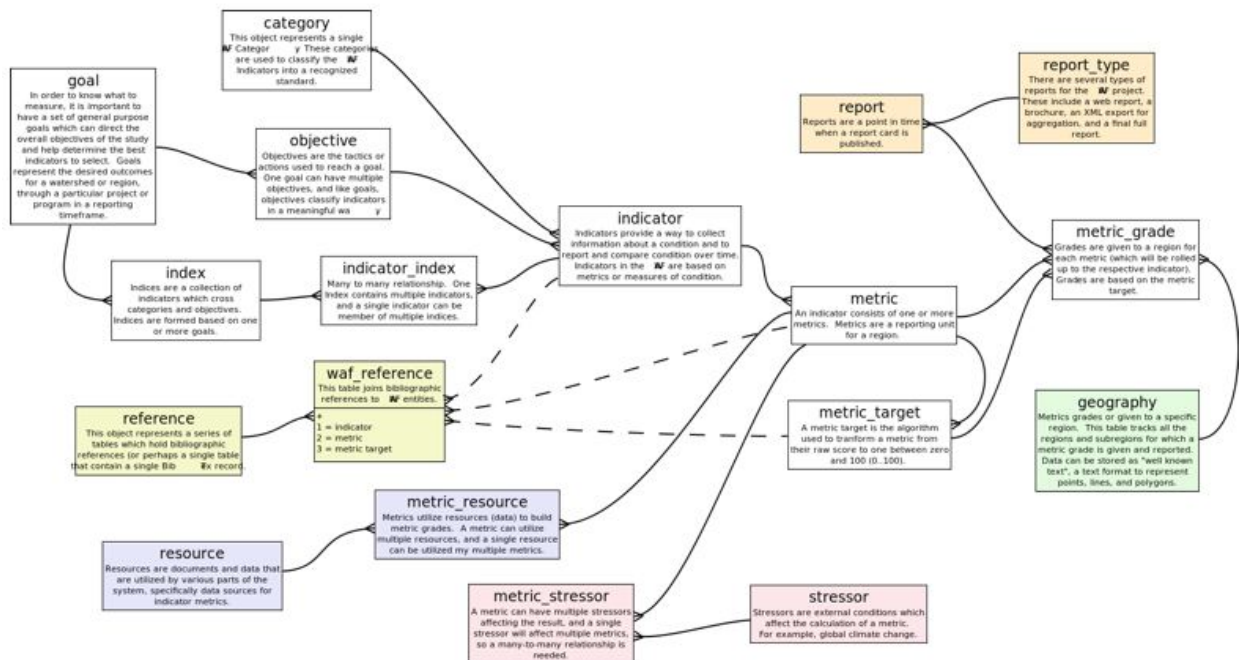 category
This object represents a single
Categor y These categories
are used to classify the
Indicators into a recognized
standard.
goal
In order to know what to
measure, it is important to
have a set of general purpose
goals which can direct the
overall objectives of the study
and help determine the best
indicators to select. Goals
represent the desired outcomes
for a watershed or region,
through a particular project or
program in a reporting
timeframe.
objective
Objectives are the tactics or
actions used to reach a goal.
One goal can have multiple
objectives, and like goals,
objectives classify indicators
in a meaningful wa y
report_type
There are several types of
reports for the project.
These include a web report, a
brochure, an XML export for
aggregation, and a final full
report.
report
Reports are a point in time
when a report card is
published.
indicator
Indicators provide a way to collect
information about a condition and to
report and compare condition over time.
Indicators in the are based on
metrics or measures of condition.
metric_grade
Grades are given to a region for
each metric (which will be rolled
up to the respective indicator).
Grades are based on the metric
target.
index
Indices are a collection of
indicators which cross
categories and objectives.
Indices are formed based on one
or more goals.
indicator_index
Many to many relationship. One
Index contains multiple indicators,
and a single indicator can be
member of multiple indices.
metric
An indicator consists of one or more
metrics. Metrics are a reporting unit
for a region.
waf_reference
This table joins bibliographic
references to entities.
*
1 = indicator
2 = metric
3 = metric target
reference
This object represents a series of
tables which hold bibliographic
references (or perhaps a single table
that contain a single Bib record.
metric_target
A metric target is the algorithm
used to tranform a metric from
their raw score to one between zero
and 100 (0..100).
geography
Metrics grades or given to a specific
region. This table tracks all the
regions and subregions for which a
metric grade is given and reported.
Data can be stored as "well known
text", a text format to represent
points, lines, and polygons.
metric_resource
Metrics utilize resources (data) to build
metric grades. A metric can utilize
multiple resources, and a single resource
can be utilized my multiple metrics.
resource
Resources are documents and data that
are utilized by various parts of the
system, specifically data sources for
indicator metrics.
metric_stressor
A metric can have multiple stressors
affecting the result, and a single
stressor will affect multiple metrics,
so a many-to-many relationship is
needed.
stressor
Stressors are external conditions which
affect the calculation of a metric.
For example, global climate change.